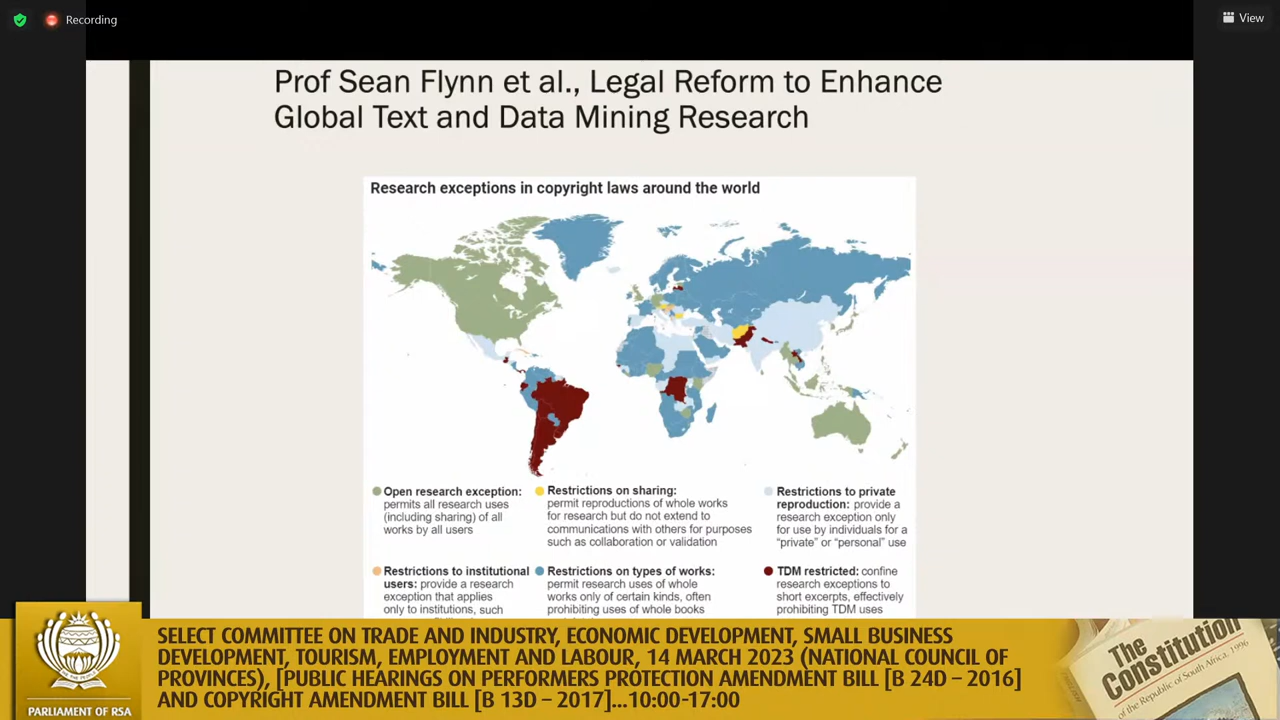 Recording
View
Prof Sean Flynn et al., Legal Reform to Enhance
Global Text and Data Mining Research
Research exceptions in copyright laws around the world
Open research exception:
permits all research uses
(including sharing) of all
works by all users
Restrictions on sharing:
permit reproductions of whole works
for research but do not extend to
communications with others for purposes
such as collaboration or validation
Restrictions to private
reproduction: provide a
research exception only
for use by individuals for a
“private” or “personal” use
Restrictions to institutional
users: provide a research
exception that applies
only to institutions, such
Restrictions on types of works:
permit research uses of whole
works only of certain kinds, often
prohibiting uses of whole books
TDM restricted: confine
research exceptions to
short excerpts, effectively
prohibiting TDM uses
PARLIAMENT OF RSA
SELECT COMMITTEE ON TRADE AND INDUSTRY, ECONOMIC DEVELOPMENT, SMALL BUSINESS
DEVELOPMENT, TOURISM, EMPLOYMENT AND LABOUR, 14 MARCH 2023 (NATIONAL COUNCIL OF
PROVINCES), [PUBLIC HEARINGS ON PERFORMERS PROTECTION AMENDMENT BILL [B 24D – 2016]
AND COPYRIGHT AMENDMENT BILL [B 13D – 2017]...10:00-17:00
The
Constitution
of the Republic of South Africa, 1996